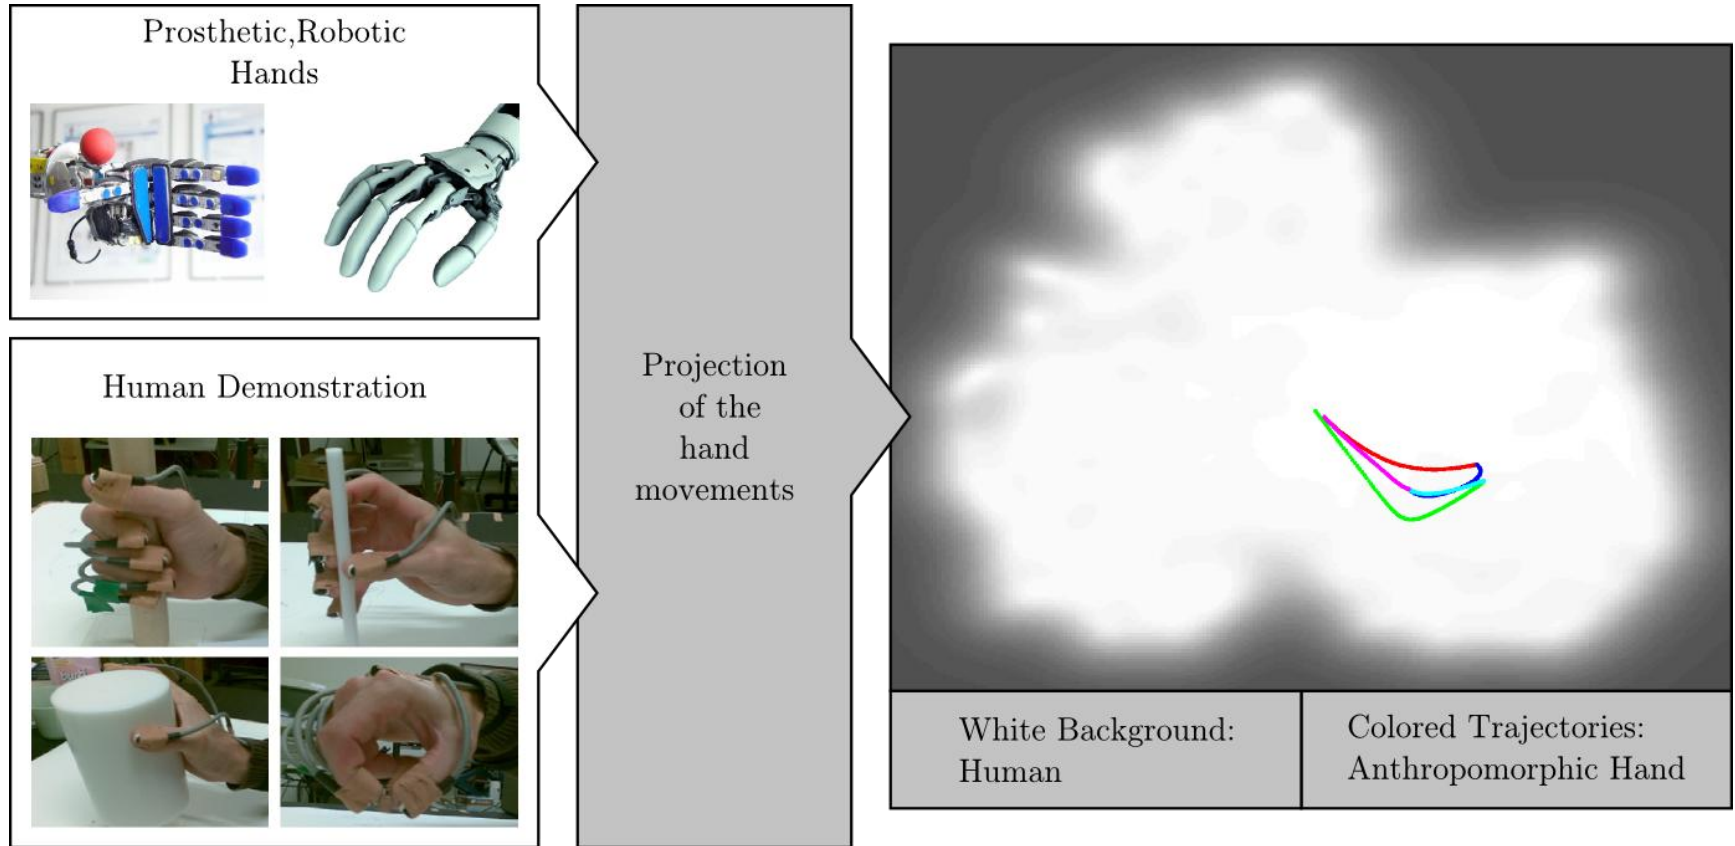 Prosthetic,Robotic
Hands
Human Demonstration
Projection
of the
hand
movements
White Background:
Human
Colored Trajectories:
Anthropomorphic Hand